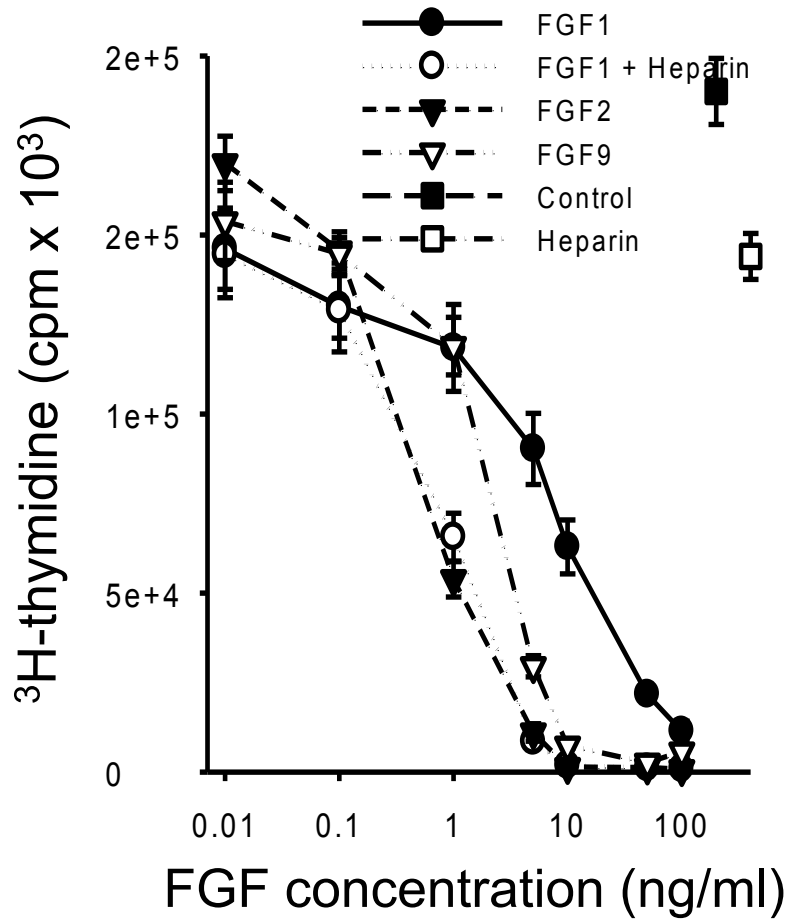 FGF1
FGF1 + Heparin
FGF2
FGF9
Control
Heparin
2e+5
2e+5
1e+5
5e+4
0
³H-thymidine (cpm x 10³)
0.01 0.1 1 10 100
FGF concentration (ng/ml)